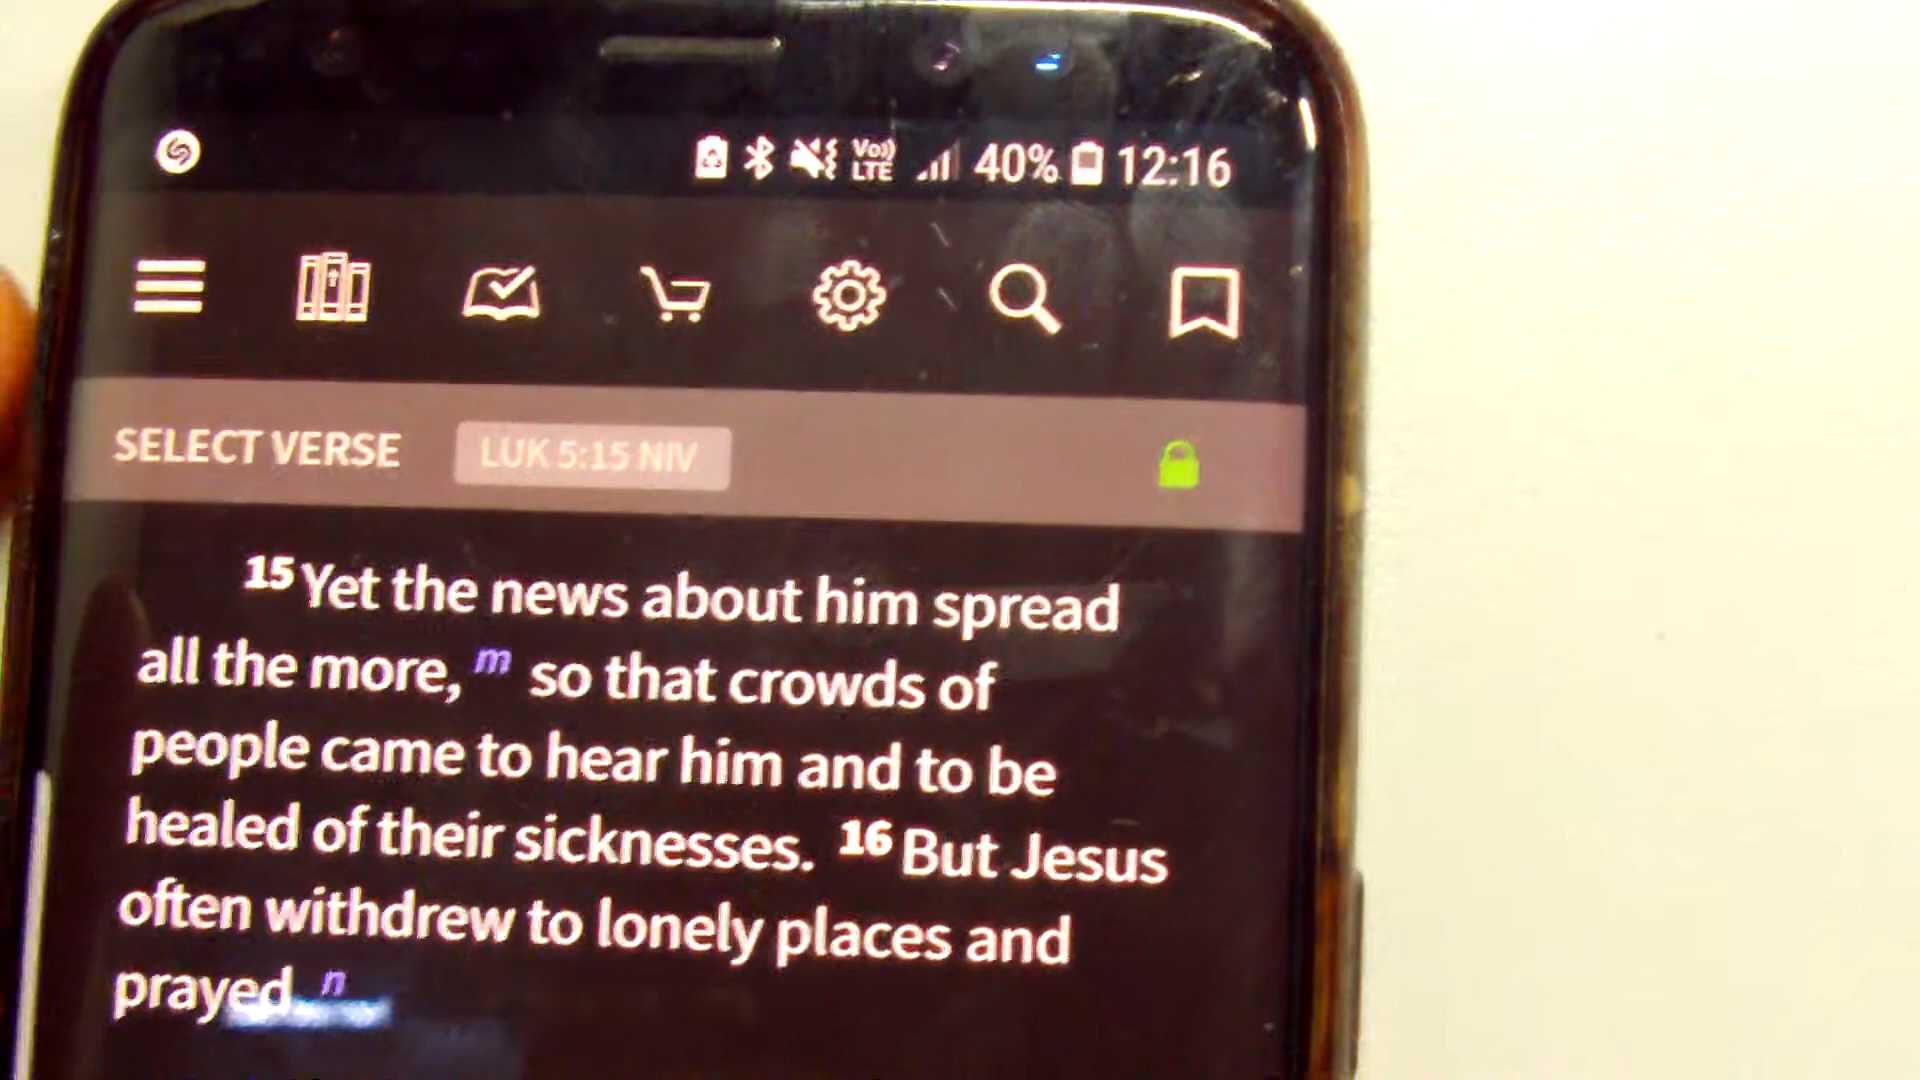 Vo)) LTE 40% 12:16
SELECT VERSE LUK 5:15 NIV
15 Yet the news about him spread
all the more, m so that crowds of
people came to hear him and to be
healed of their sicknesses. 16 But Jesus
often withdrew to lonely places and
prayed. n